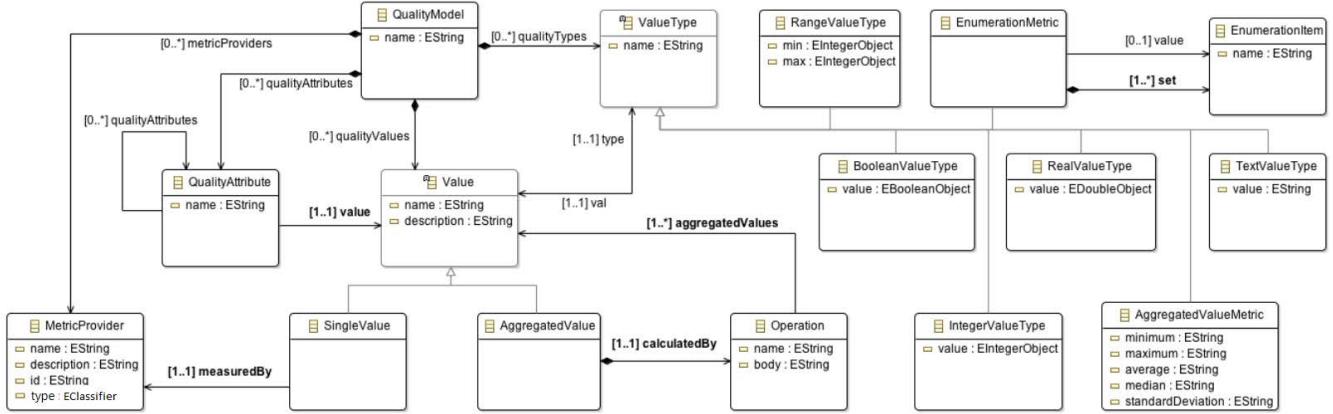 QualityModel
name : EString
[0..*] metricProviders
[0..*] qualityAttributes
[0..*] qualityTypes
[0..*] qualityValues
ValueType
name : EString
RangeValueType
min : EIntegerObject
max : EIntegerObject
EnumerationMetric
[0..1] value
[1..*] set
EnumerationItem
name : EString
[0..*] qualityAttributes
QualityAttribute
name : EString
[1..1] value
Value
name : EString
description : EString
[1..1] type
[1..1] val
[1..*] aggregatedValues
BooleanValueType
value : EBooleanObject
RealValueType
value : EDoubleObject
TextValueType
value : EString
MetricProvider
name : EString
description : EString
id : EString
type : EClassifier
[1..1] measuredBy
SingleValue
AggregatedValue
[1..1] calculatedBy
Operation
name : EString
body : EString
IntegerValueType
value : EIntegerObject
AggregatedValueMetric
minimum : EString
maximum : EString
average : EString
median : EString
standardDeviation : EString